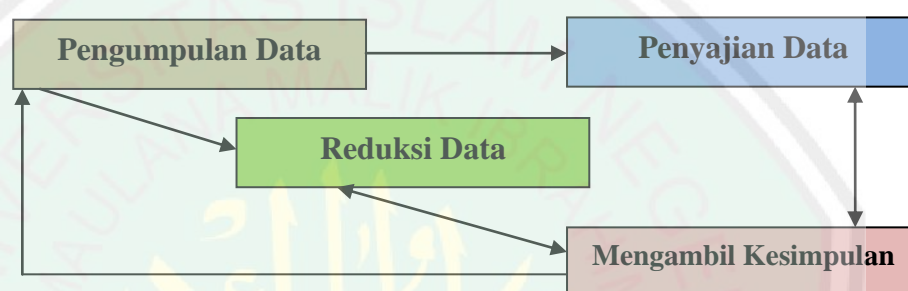 Pengumpulan Data
Penyajian Data
Reduksi Data
Mengambil Kesimpulan